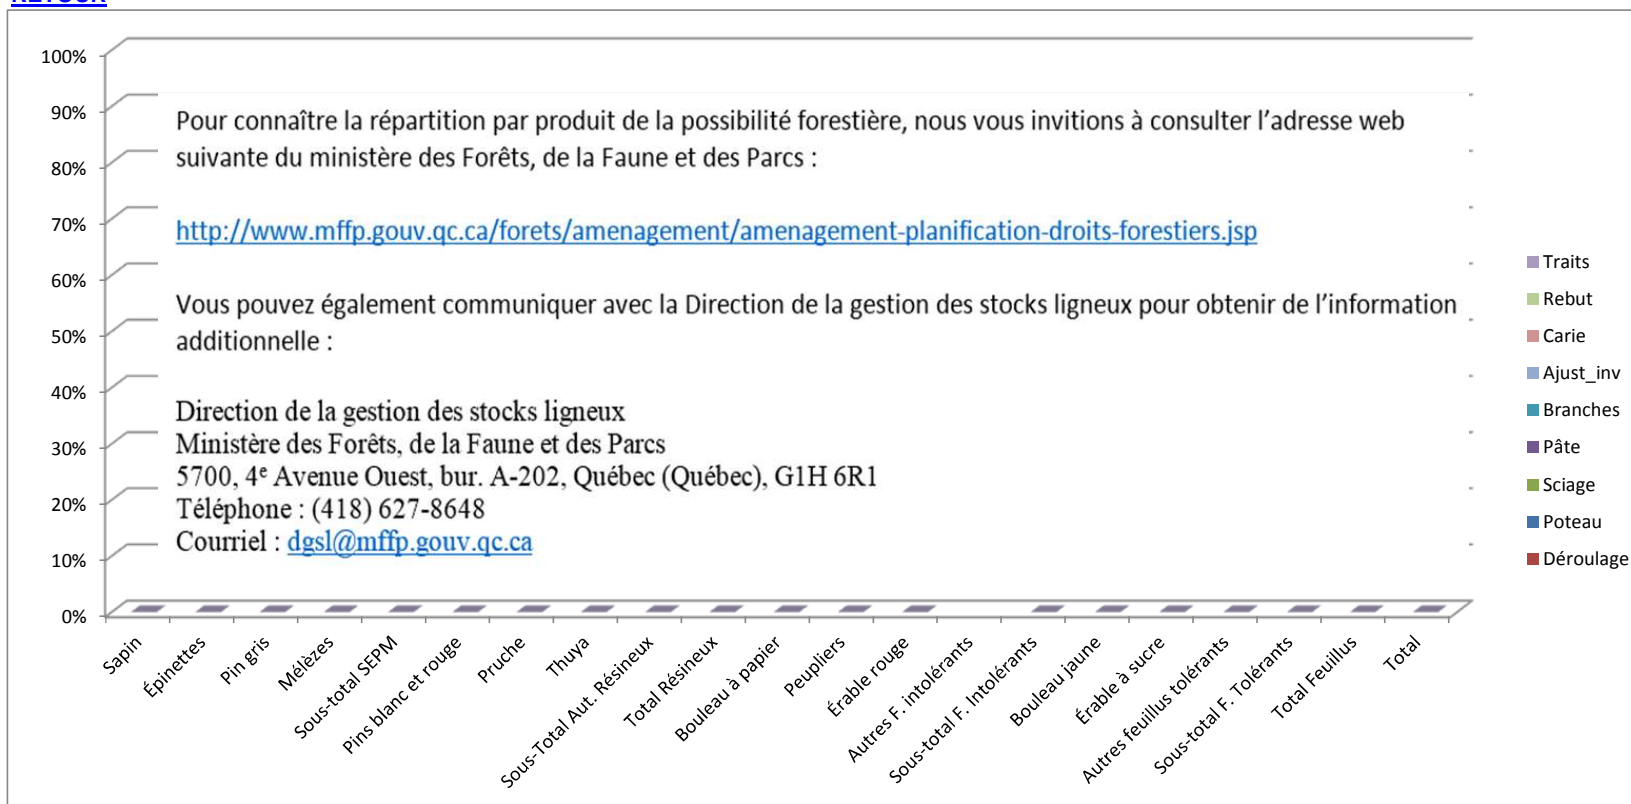 RETOUR
100%
90%
80%
70%
60%
50%
40%
30%
20%
10%
0%
Pour connaître la répartition par produit de la possibilité forestière, nous vous invitions à consulter l’adresse web
suivante du ministère des Forêts, de la Faune et des Parcs :
http://www.mffp.gouv.qc.ca/forets/amenagement/amenagement-planification-droits-forestiers.jsp
Vous pouvez également communiquer avec la Direction de la gestion des stocks ligneux pour obtenir de l’information
additionnelle :
Direction de la gestion des stocks ligneux
Ministère des Forêts, de la Faune et des Parcs
5700, 4e Avenue Ouest, bur. A-202, Québec (Québec), G1H 6R1
Téléphone : (418) 627-8648
Courriel : dgsl@mffp.gouv.qc.ca
Traits
Rebut
Carie
Ajust_inv
Branches
Pâte
Sciage
Poteau
Déroulage
Sapin
Épinettes
Pin gris
Mélèzes
Sous-total SEPM
Pins blanc et rouge
Pruche
Thuya
Sous-Total Aut. Résineux
Total Résineux
Bouleau à papier
Peupliers
Érable rouge
Autres F. intolérants
Sous-total F. Intolérants
Bouleau jaune
Érable à sucre
Autres feuillus tolérants
Sous-total F. Tolérants
Total Feuillus
Total